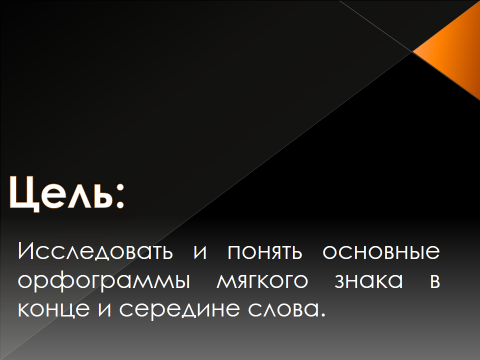 Цель:
Исследовать и понять основные
орфограммы мягкого знака в
конце и середине слова.